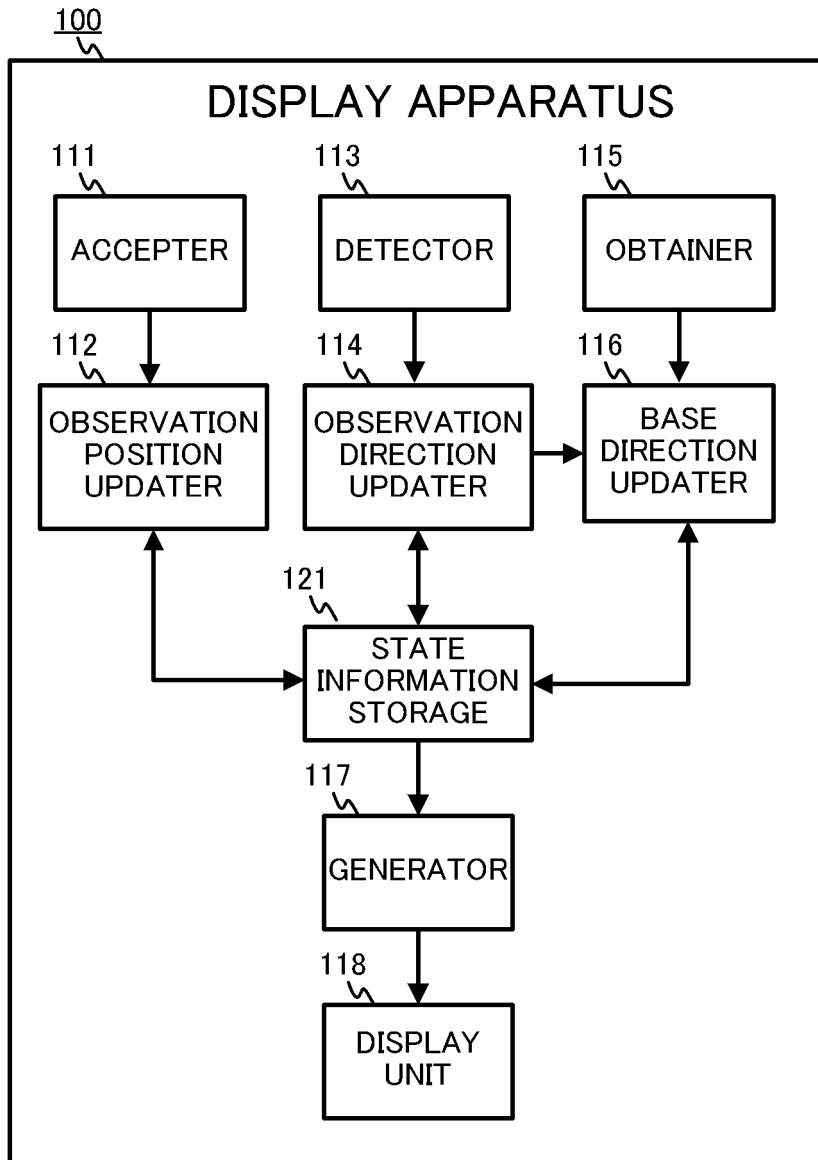 100
DISPLAY APPARATUS
111
ACCEPTER
113
DETECTOR
115
OBTAINER
112
OBSERVATION
POSITION
UPDATER
114
OBSERVATION
DIRECTION
UPDATER
116
BASE
DIRECTION
UPDATER
121
STATE
INFORMATION
STORAGE
117
GENERATOR
118
DISPLAY
UNIT